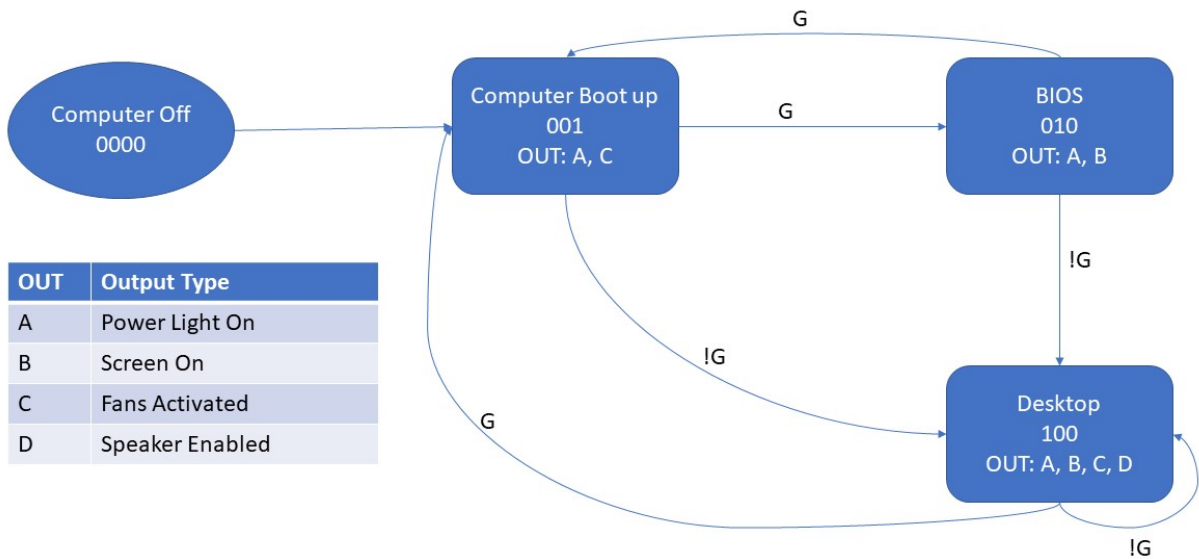 G
Computer Off
0000
Computer Boot up
001
OUT: A, C
G
BIOS
010
OUT: A, B
!G
!G
G
OUT Output Type
A Power Light On
B Screen On
C Fans Activated
D Speaker Enabled
Desktop
100
OUT: A, B, C, D
!G